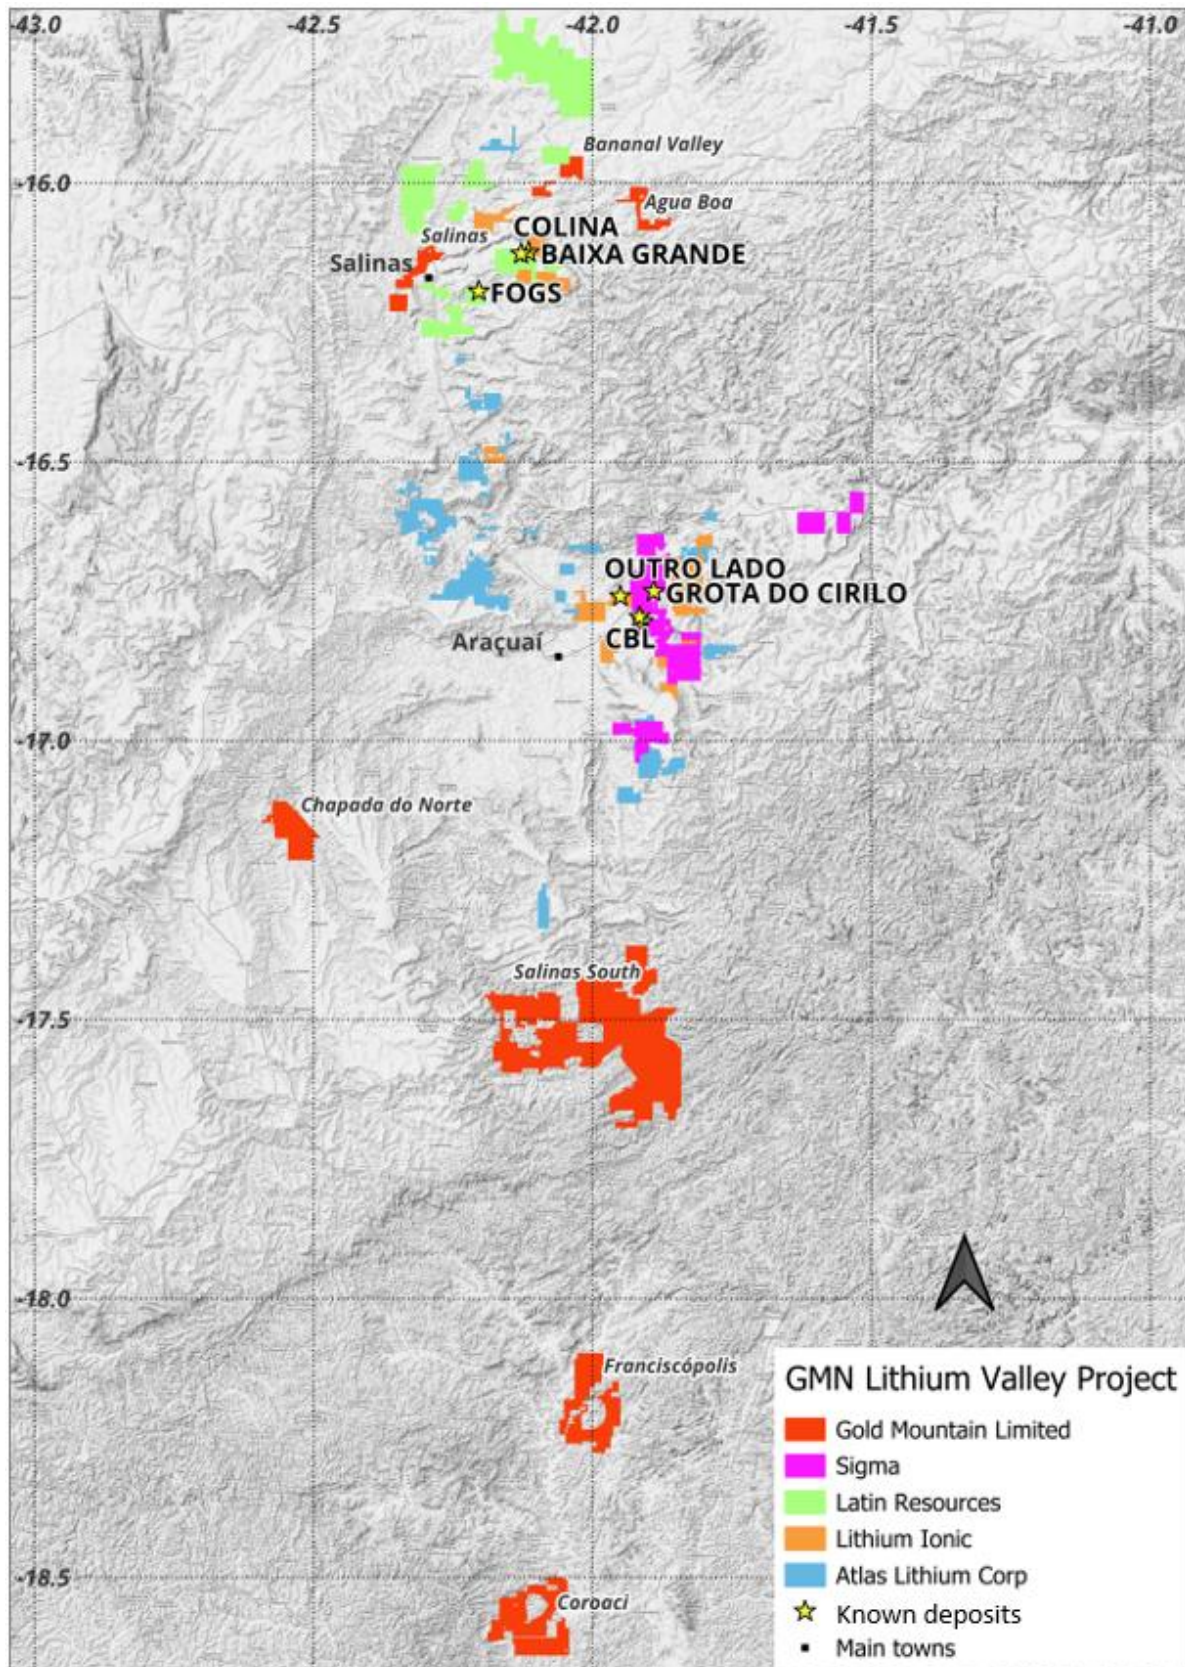 -43.0
-42.5
-42.0
-41.5
-41.0
Bananal Valley
-16.0
Agua Boa
COLINA
Salinas
BAIXA GRANDE
Salinas
FOGS
-16.5
OUTRO LADO
GROTA DO CIRILO
CBL
Araçuaí
-17.0
Chapada do Norte
Salinas South
-17.5
-18.0
Franciscópolis
GMN Lithium Valley Project
Gold Mountain Limited
Sigma
Latin Resources
Lithium Ionic
Atlas Lithium Corp
Known deposits
Main towns
-18.5
Coroaci